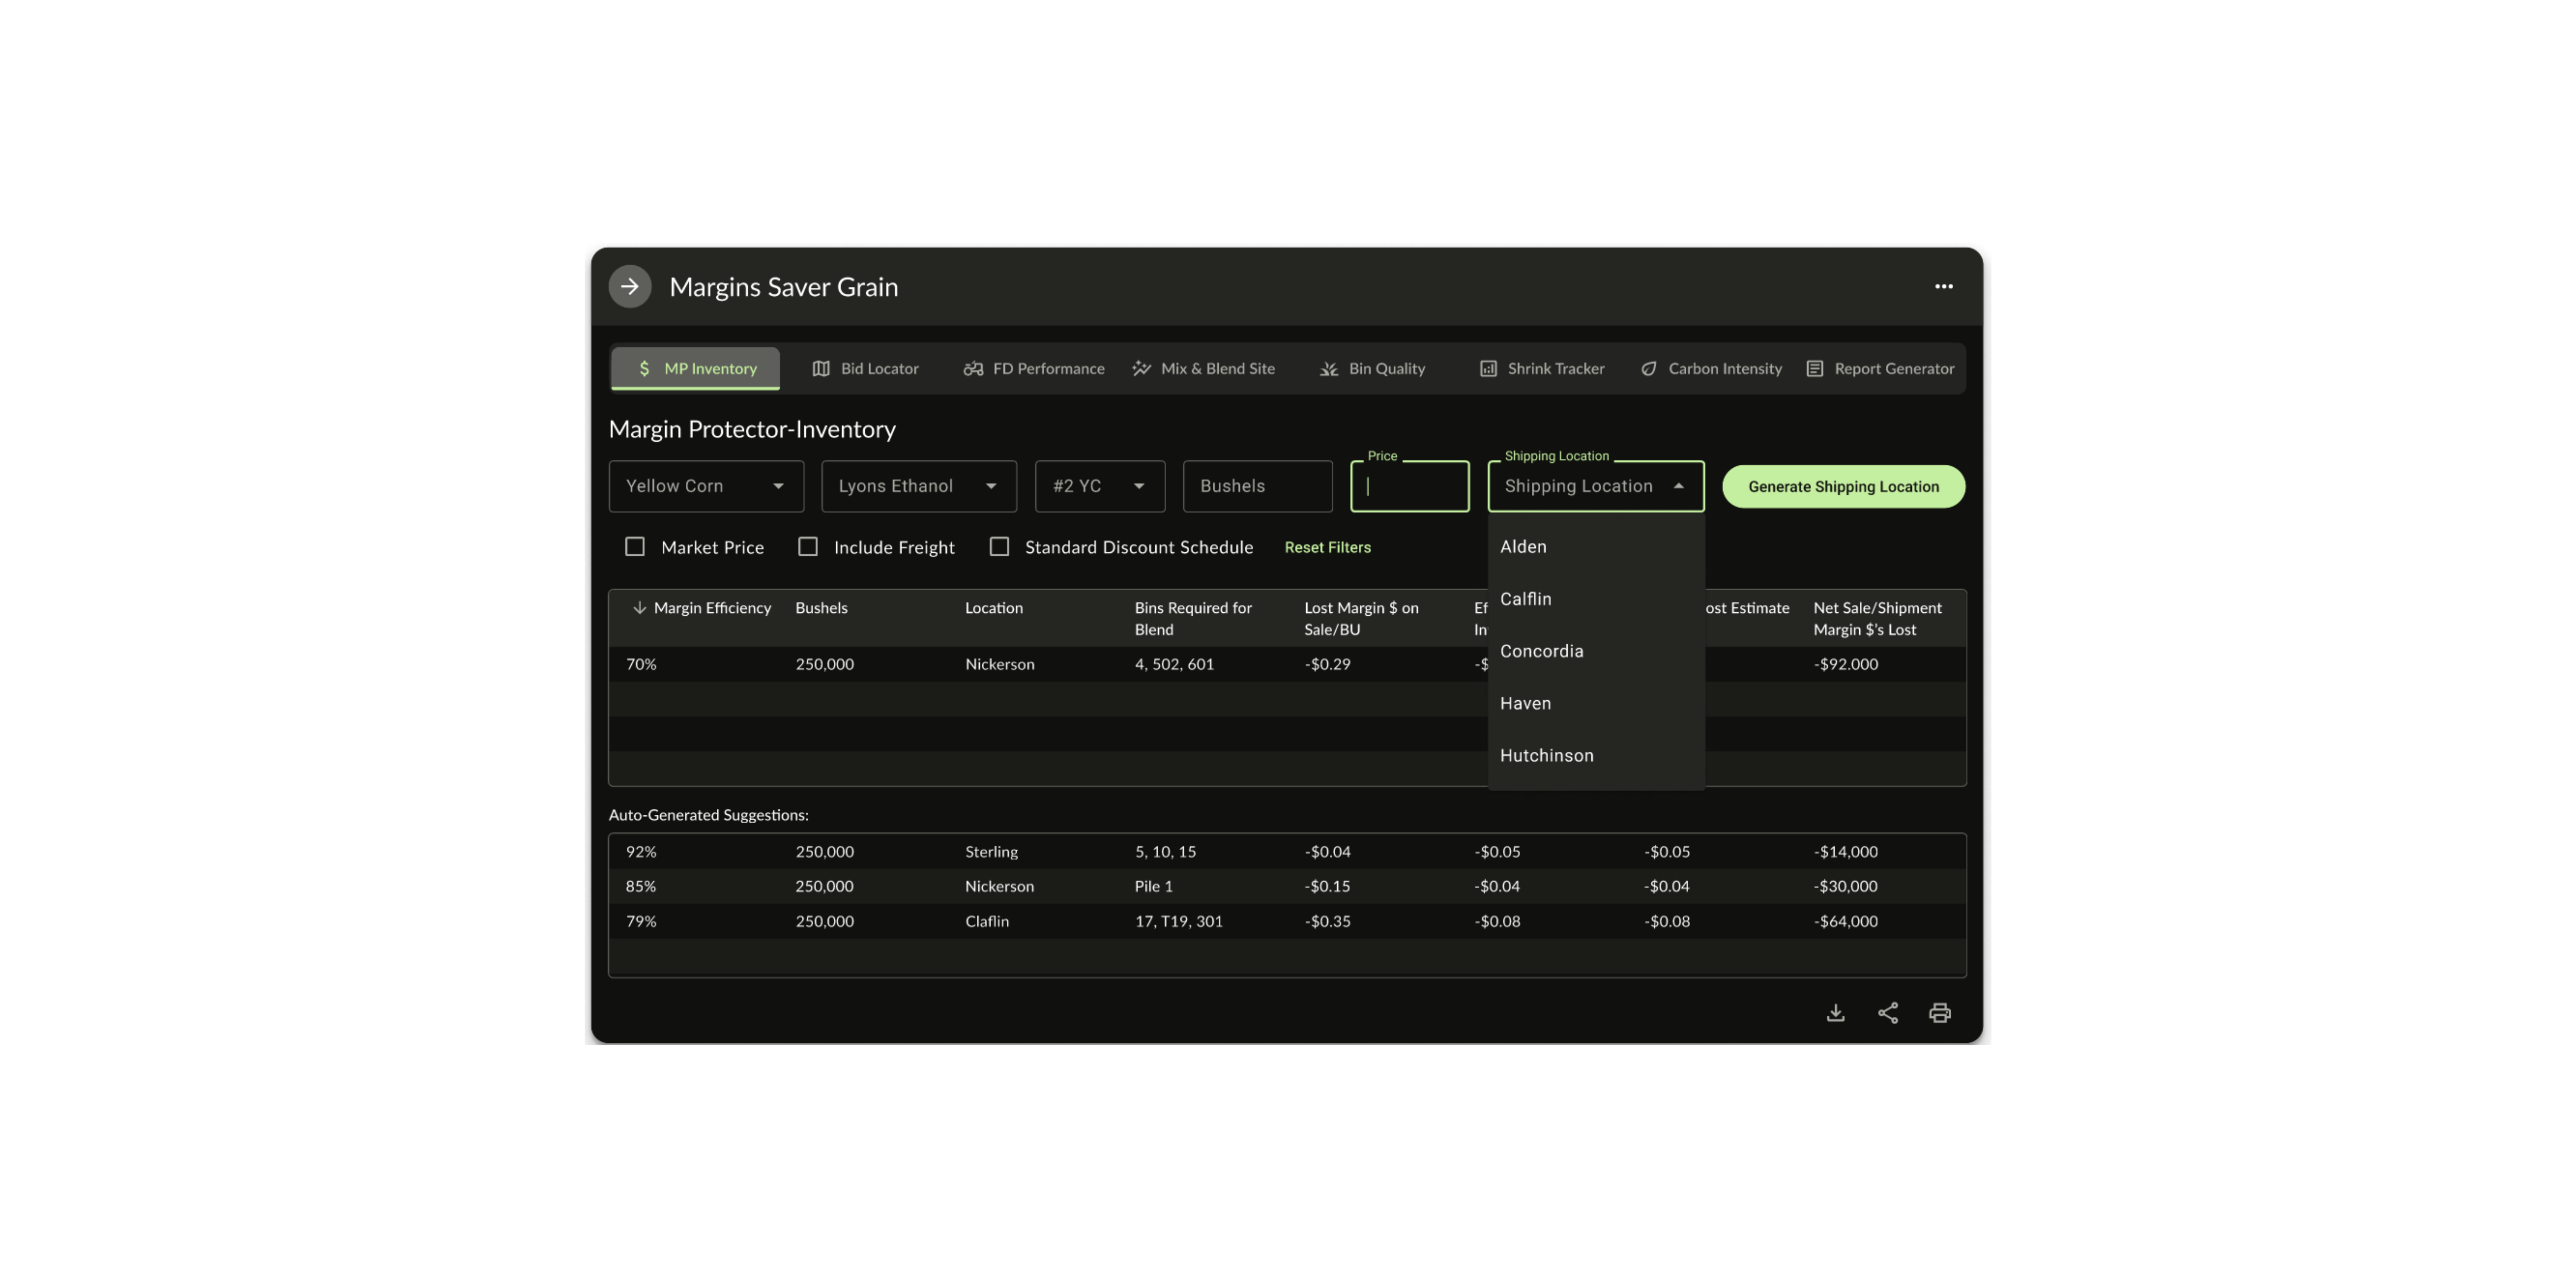 Margins Saver Grain
MP Inventory
Bid Locator
FD Performance
Mix & Blend Site
Bin Quality
Shrink Tracker
Carbon Intensity
Report Generator
Margin Protector-Inventory
Yellow Corn
Lyons Ethanol
#2 YC
Bushels
Price
Shipping Location
Shipping Location
Generate Shipping Location
Market Price
Include Freight
Standard Discount Schedule
Reset Filters
Alden
Calflin
Concordia
Haven
Hutchinson
Margin Efficiency
Bushels
Location
Bins Required for
Blend
Lost Margin $ on
Sale/BU
Ef
In
ost Estimate
Net Sale/Shipment
Margin $'s Lost
70%
250,000
Nickerson
4, 502, 601
-$0.29
-$
-$92.000
Auto-Generated Suggestions:
92%
250,000
Sterling
5, 10, 15
-$0.04
-$0.05
-$0.05
-$14,000
85%
250,000
Nickerson
Pile 1
-$0.15
-$0.04
-$0.04
-$30,000
79%
250,000
Claflin
17, T19, 301
-$0.35
-$0.08
-$0.08
-$64,000